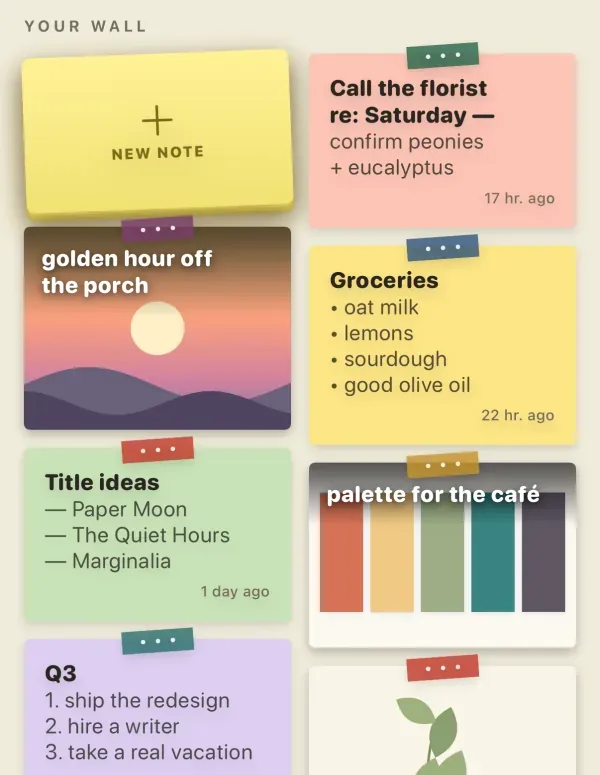 YOUR WALL
NEW NOTE
Call the florist
re: Saturday —
confirm peonies
+ eucalyptus
17 hr. ago
golden hour off
the porch
Groceries
• oat milk
• lemons
• sourdough
• good olive oil
22 hr. ago
Title ideas
— Paper Moon
— The Quiet Hours
— Marginalia
1 day ago
palette for the café
Q3
1. ship the redesign
2. hire a writer
3. take a real vacation